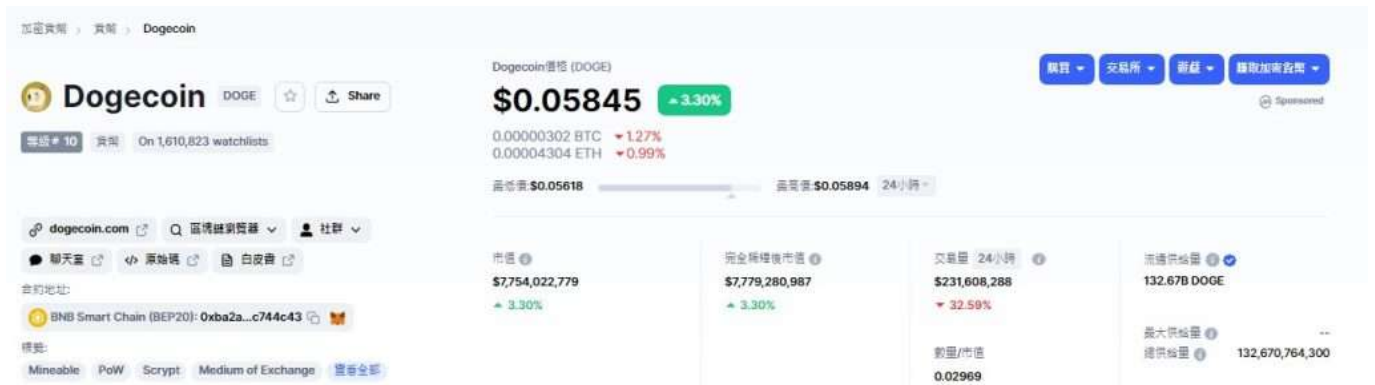 加密貨幣 › 貨幣 › Dogecoin
Dogecoin DOGE Share
等級 # 10 貨幣 On 1,610,823 watchlists
dogecoin.com 區塊鏈瀏覽器 社群
聊天室 原始碼 白皮書
合約地址:
BNB Smart Chain (BEP20): 0xba2a...c744c43
標籤:
Mineable PoW Scrypt Medium of Exchange 查看全部
Dogecoin價格 (DOGE)
$0.05845 3.30%
0.00000302 BTC 1.27%
0.00004304 ETH 0.99%
最低價:$0.05618 最高價:$0.05894 24小時
購買 交易所 遊戲 賺取加密貨幣
Sponsored
市值
$7,754,022,779
3.30%
完全稀釋後市值
$7,779,280,987
3.30%
交易量 24小時
$231,608,288
32.59%
數量/市值
0.02969
流通供給量
132.67B DOGE
最大供給量 --
總供給量 132,670,764,300